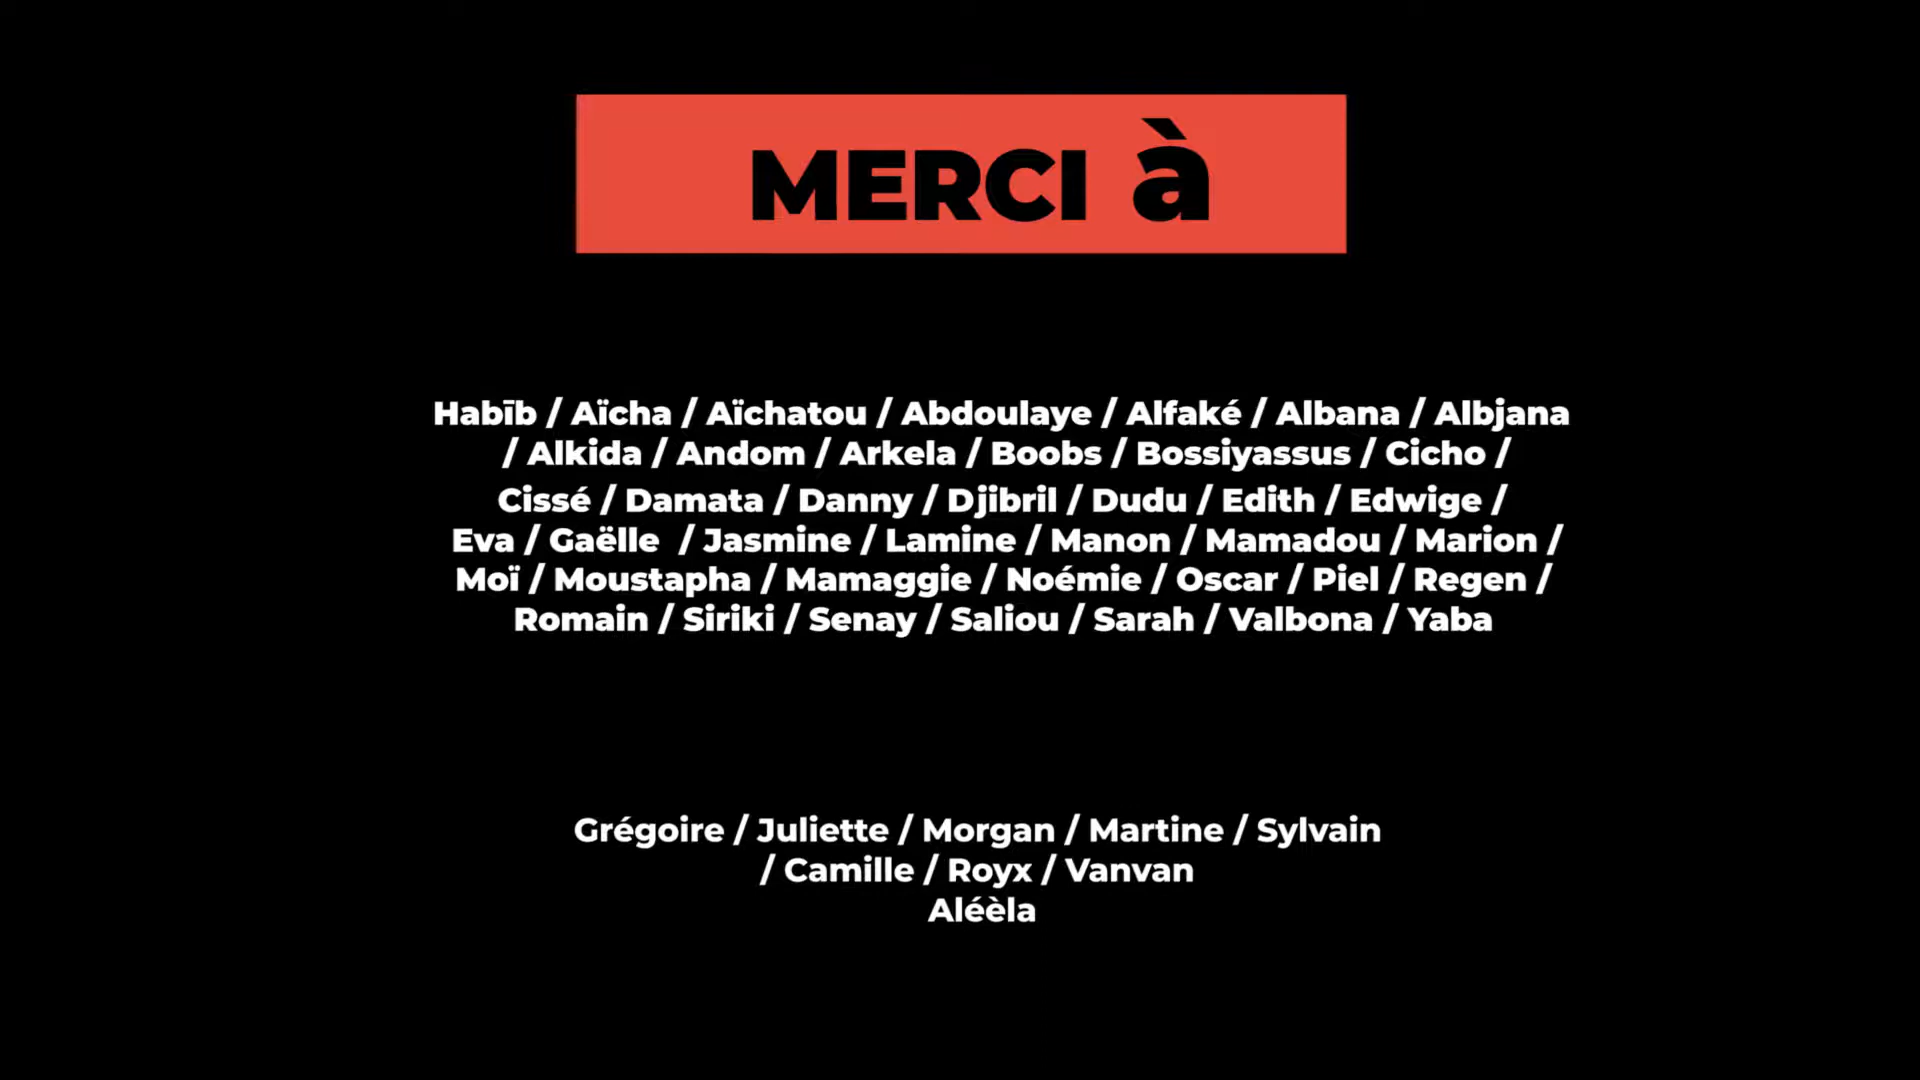 MERCI à
Habīb / Aïcha / Aïchatou / Abdoulaye / Alfaké / Albana / Albjana
/ Alkida / Andom / Arkela / Boobs / Bossiyassus / Cicho /
Cissé / Damata / Danny / Djibril / Dudu / Edith / Edwige /
Eva / Gaëlle / Jasmine / Lamine / Manon / Mamadou / Marion /
Moï / Moustapha / Mamaggie / Noémie / Oscar / Piel / Regen /
Romain / Siriki / Senay / Saliou / Sarah / Valbona / Yaba
Grégoire / Juliette / Morgan / Martine / Sylvain
/ Camille / Royx / Vanvan
Aléèla